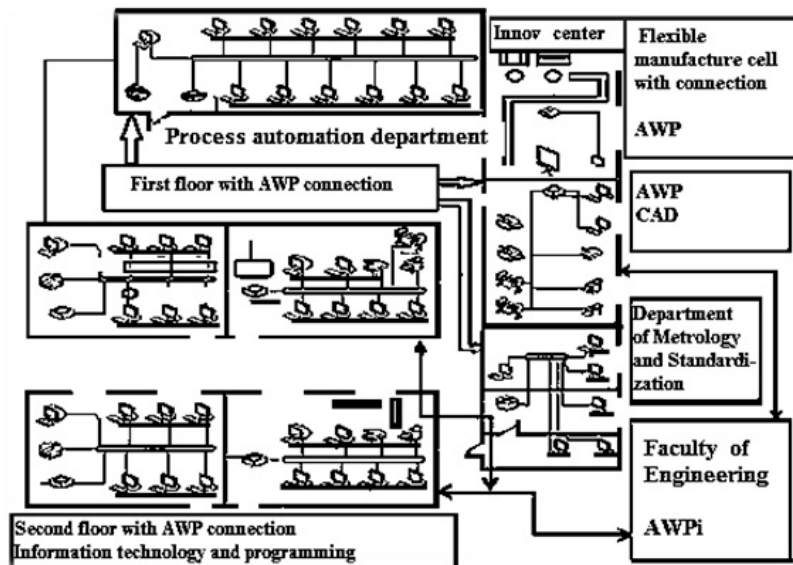 Innov center
Flexible
manufacture cell
with connection
AWP
Process automation department
First floor with AWP connection
AWP
CAD
Department
of Metrology
and Standardi-
zation
Faculty of
Engineering
AWPi
Second floor with AWP connection
Information technology and programming